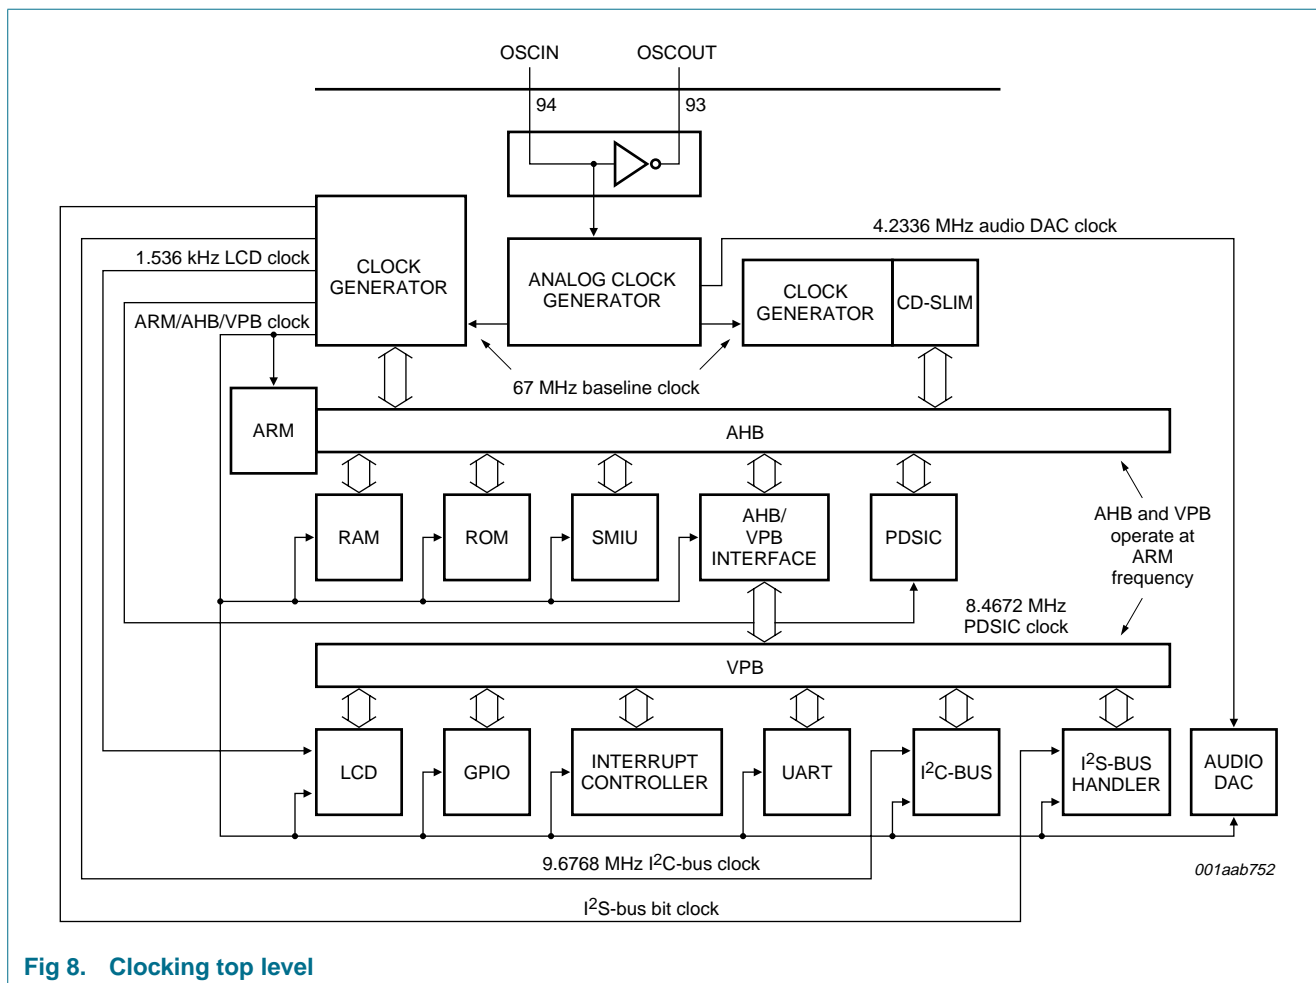 OSCIN
OSCOUT
94
93
4.2336 MHz audio DAC clock
1.536 kHz LCD clock
CLOCK
GENERATOR
ANALOG CLOCK
GENERATOR
CLOCK
GENERATOR
CD-SLIM
ARM/AHB/VPB clock
67 MHz baseline clock
ARM
AHB
RAM
ROM
SMIU
AHB/
VPB
INTERFACE
PDSIC
AHB and VPB
operate at
ARM
frequency
8.4672 MHz
PDSIC clock
VPB
LCD
GPIO
INTERRUPT
CONTROLLER
UART
I²C-BUS
I²S-BUS
HANDLER
AUDIO
DAC
9.6768 MHz I²C-bus clock
001aab752
I²S-bus bit clock
Fig 8. Clocking top level